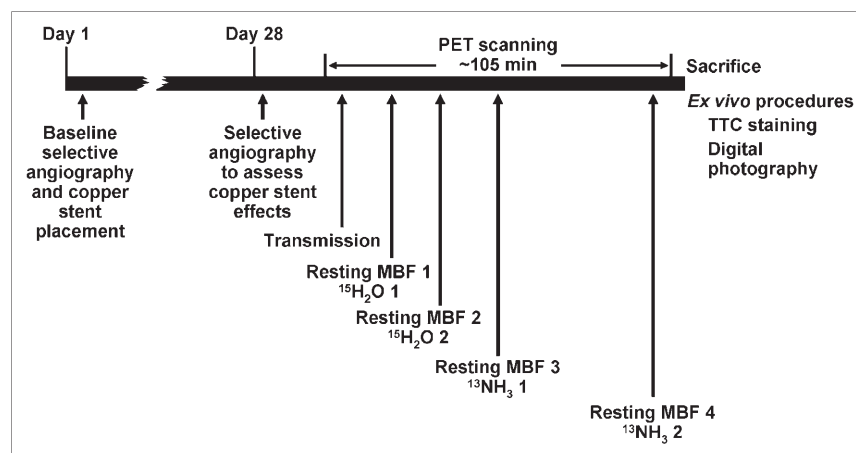 Day 1
Day 28
PET scanning
~105 min
Sacrifice
Ex vivo procedures
TTC staining
Digital
photography
Baseline
selective
angiography
and copper
stent
placement
Selective
angiography
to assess
copper stent
effects
Transmission
Resting MBF 1
¹⁵H₂O 1
Resting MBF 2
¹⁵H₂O 2
Resting MBF 3
¹³NH₃ 1
Resting MBF 4
¹³NH₃ 2